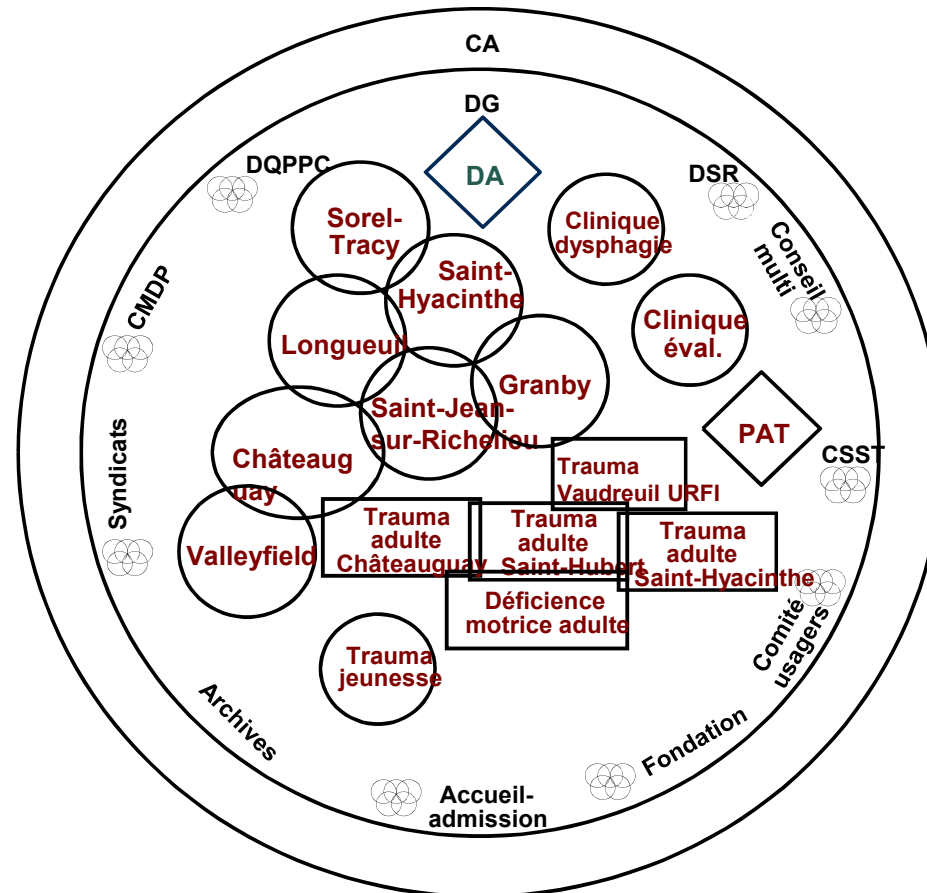 CA
DG
DA
DQPPC
DSR
Sorel-
Tracy
Clinique
dysphagie
Conseil
multi
Saint-
Hyacinthe
CMDP
Longueuil
Clinique
éval.
Granby
Saint-Jean-
sur-Richelieu
PAT
CSST
Châteaug
uay
Trauma
Vaudreuil URFI
Syndicats
Valleyfield
Trauma
adulte
Châteauguay
Trauma
adulte
Saint-Hubert
Trauma
adulte
Saint-Hyacinthe
Déficience
motrice adulte
Comité
usagers
Trauma
jeunesse
Archives
Fondation
Accueil-
admission